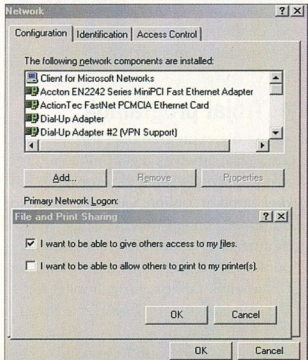 Network
Configuration Identification Access Control
The following network components are installed:
Client for Microsoft Networks
Accton EN2242 Series MiniPCI Fast Ethernet Adapter
ActionTec FastNet PCMCIA Ethernet Card
Dial-Up Adapter
Dial-Up Adapter #2 (VPN Support)
Add... Remove Properties
Primary Network Logon:
File and Print Sharing
I want to be able to give others access to my files.
I want to be able to allow others to print to my printer(s).
OK Cancel
OK Cancel